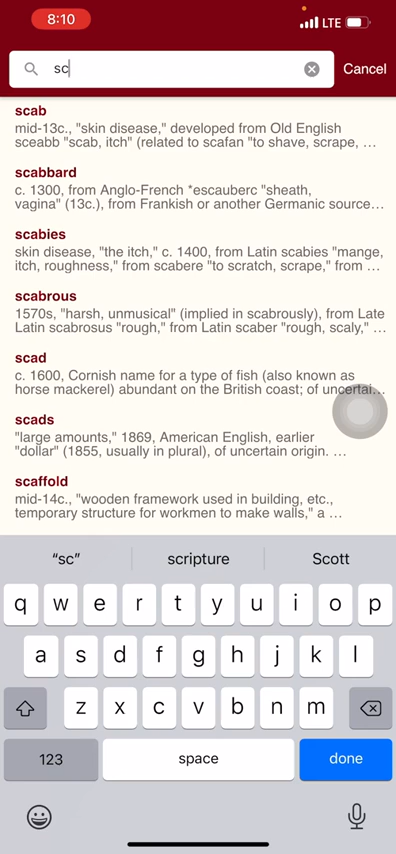 8:10
LTE
sc
Cancel
scab
mid-13c., "skin disease," developed from Old English
sceabb "scab, itch" (related to scafan "to shave, scrape, ...
scabbard
c. 1300, from Anglo-French *escauberc "sheath,
vagina" (13c.), from Frankish or another Germanic source...
scabies
skin disease, "the itch," c. 1400, from Latin scabies "mange,
itch, roughness," from scabere "to scratch, scrape," from ...
scabrous
1570s, "harsh, unmusical" (implied in scabrously), from Late
Latin scabrosus "rough," from Latin scaber "rough, scaly," ...
scad
c. 1600, Cornish name for a type of fish (also known as
horse mackerel) abundant on the British coast; of uncertai...
scads
"large amounts," 1869, American English, earlier
"dollar" (1855, usually in plural), of uncertain origin. ...
scaffold
mid-14c., "wooden framework used in building, etc.,
temporary structure for workmen to make walls," a ...
“sc” scripture Scott
q w e r t y u i o p
a s d f g h j k l
z x c v b n m
123 space done